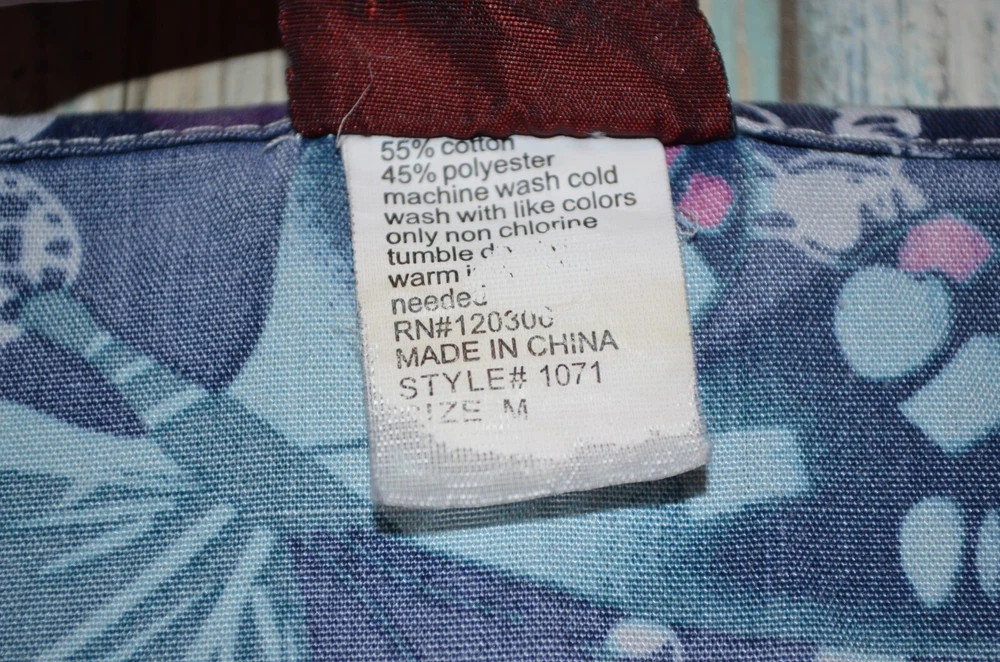 55% cotton
45% polyester
machine wash cold
wash with like colors
only non chlorine
tumble
warm
needed
MADE IN CHINA
STYLE# 1071
SIZE M